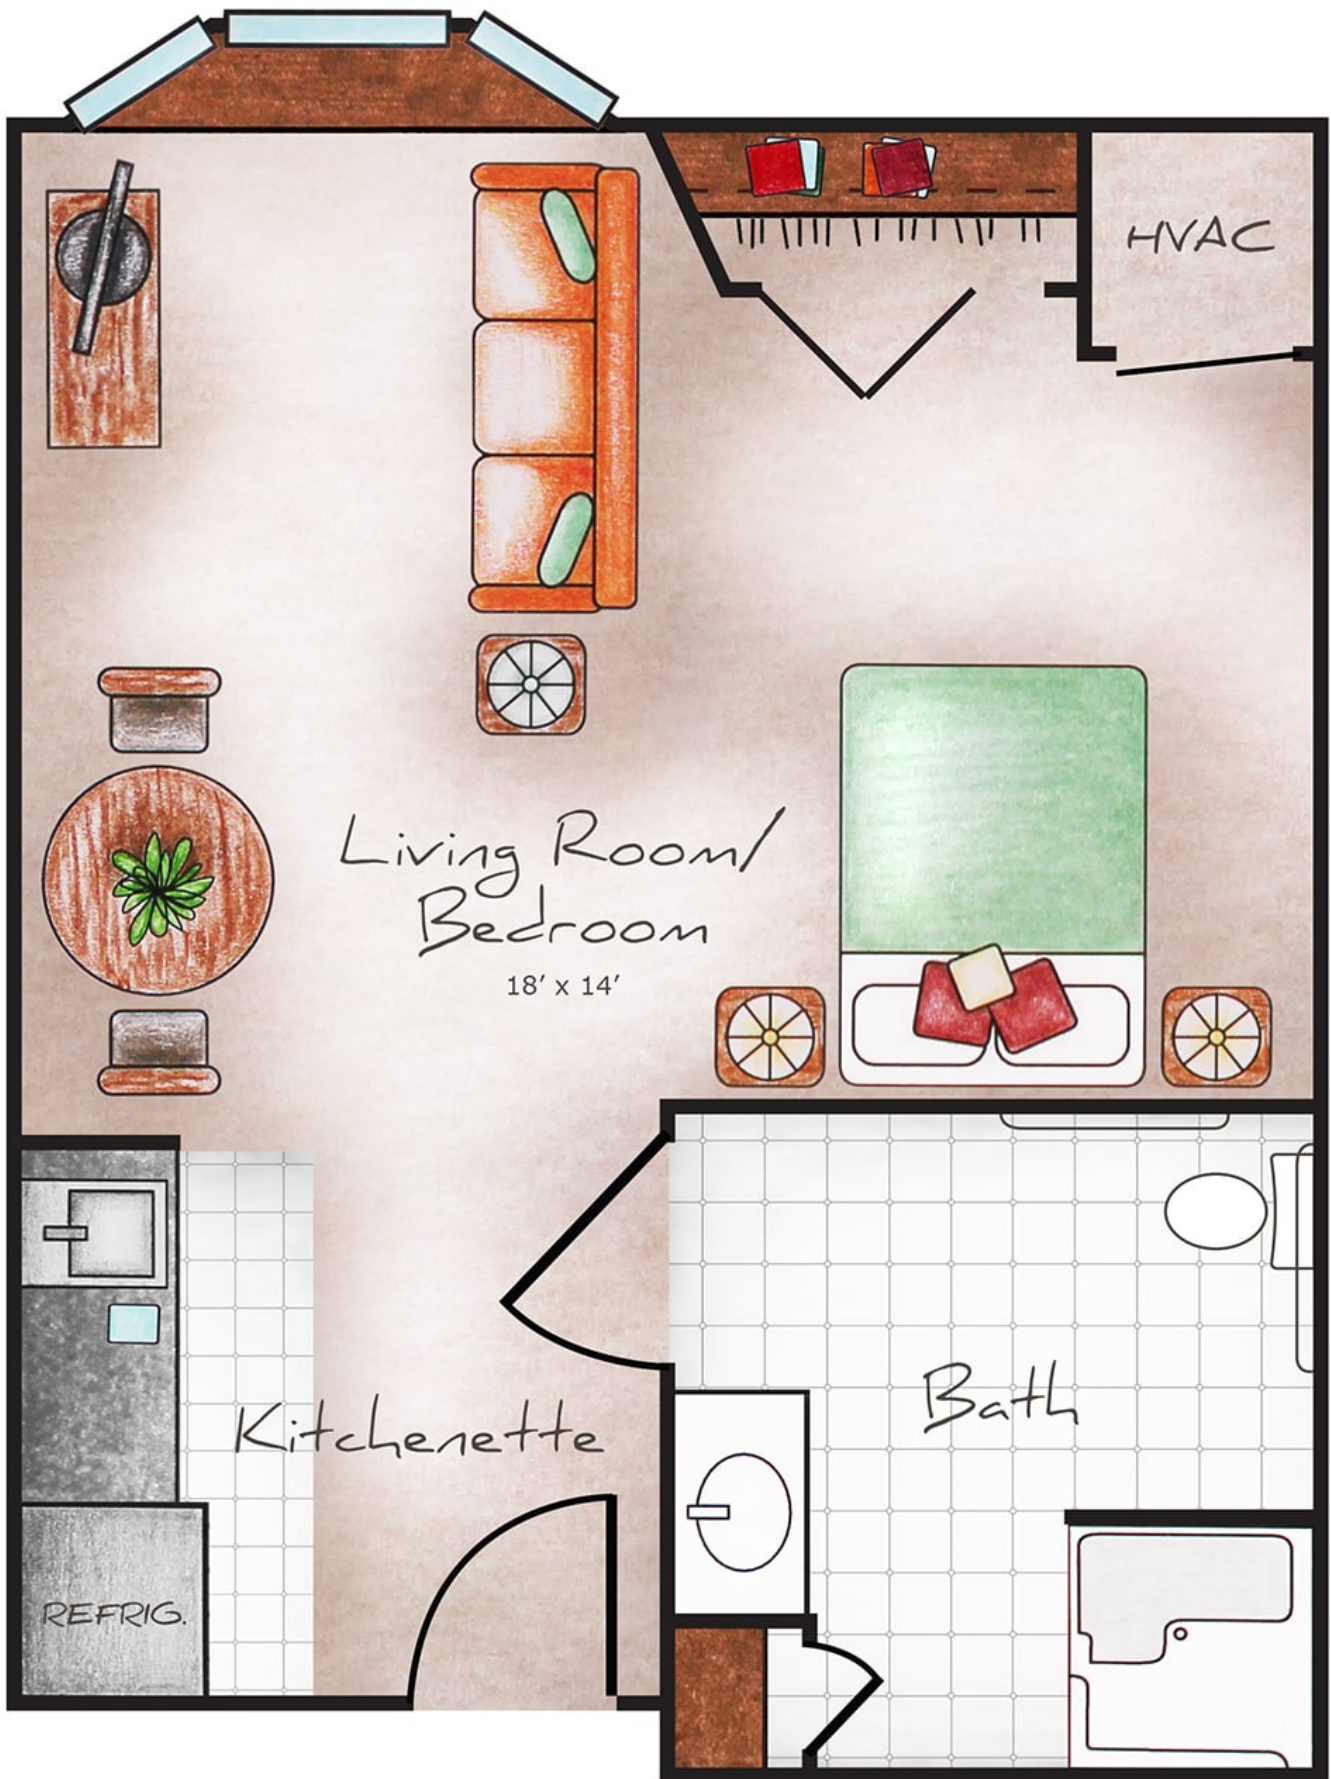 HVAC
Living Room/
Bedroom
18' x 14'
Kitchenette
Bath
REFRIG.